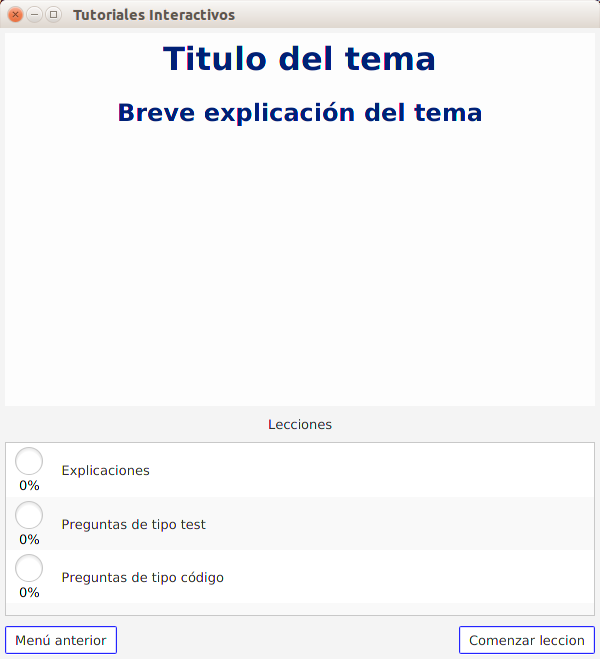 Tutoriales Interactivos
Titulo del tema
Breve explicación del tema
Lecciones
Explicaciones
0%
Preguntas de tipo test
0%
Preguntas de tipo código
0%
Menú anterior
Comenzar leccion